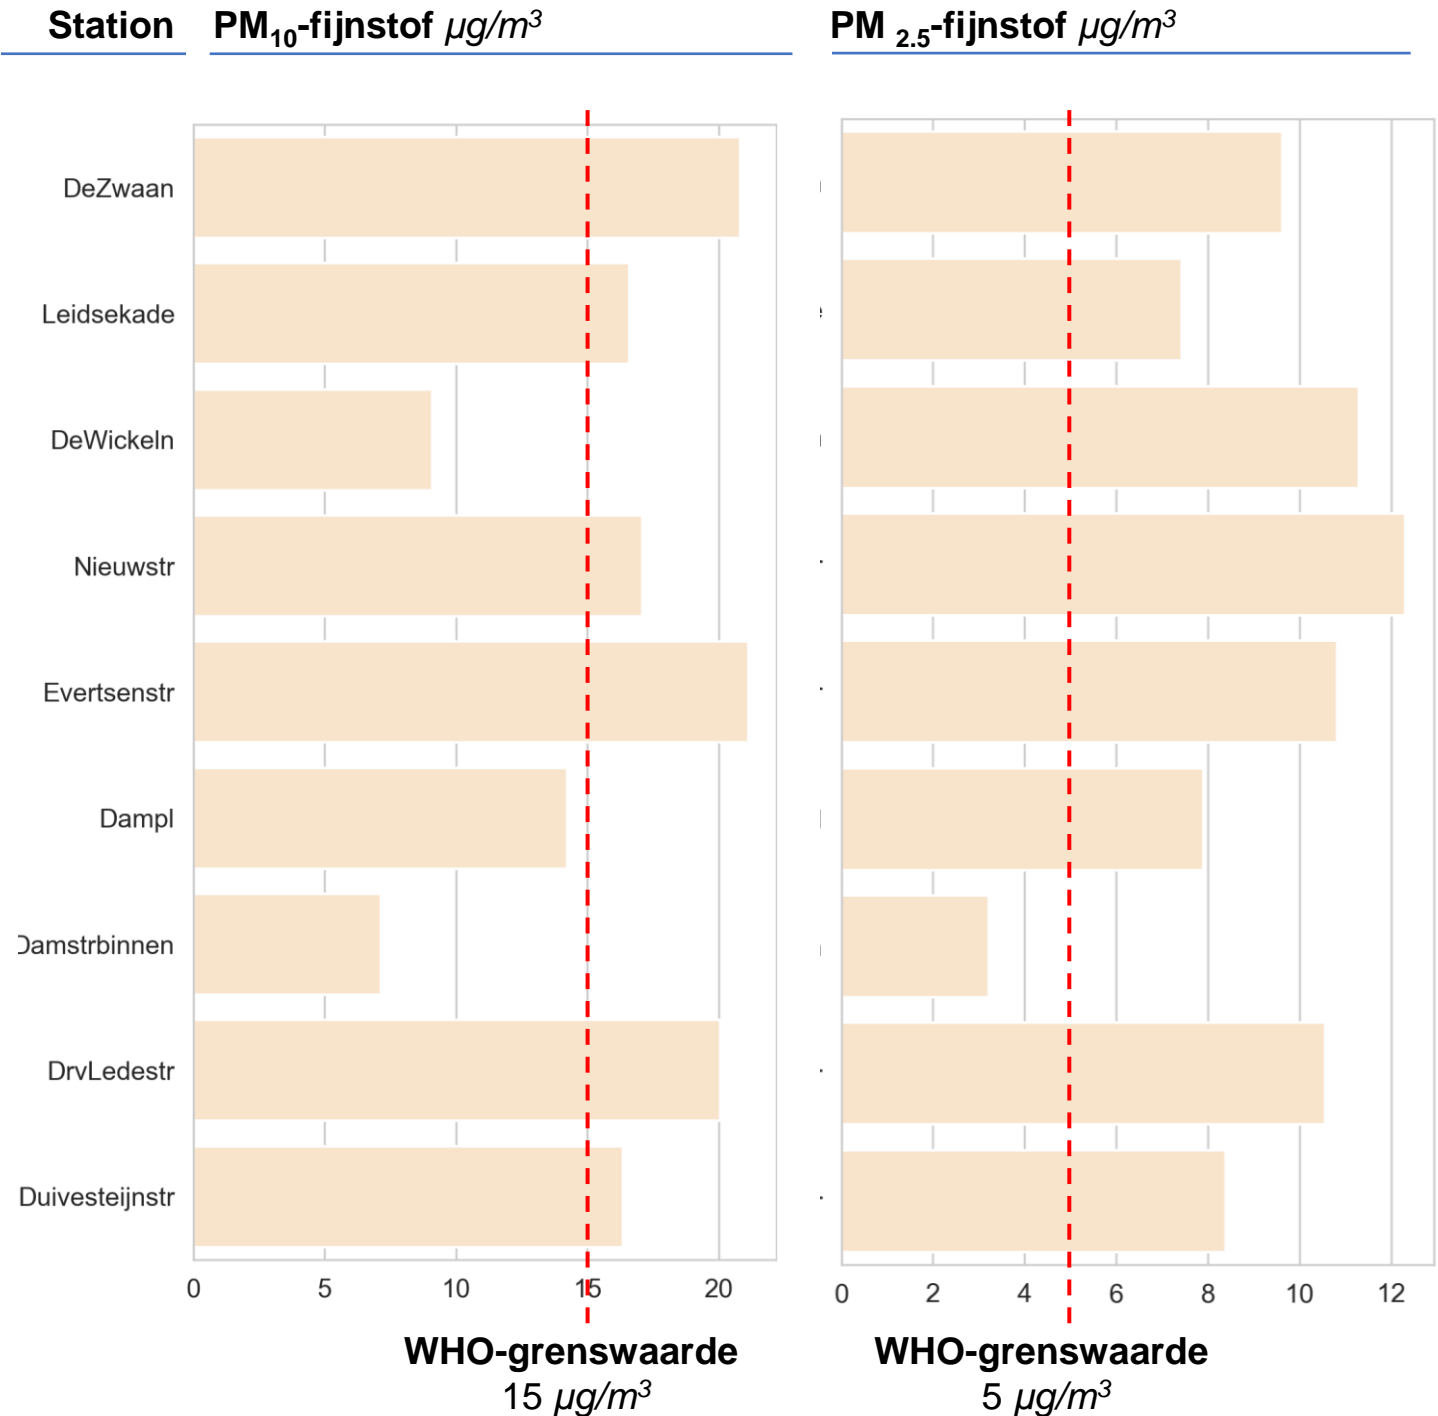 Station PM10-fijnstof µg/m³ PM 2.5-fijnstof µg/m³
DeZwaan
Leidsekade
DeWickeln
Nieuwstr
Evertsenstr
Dampl
Damstrbinnen
DrvLedestr
Duivesteijnstr
0 5 10 15 20 0 2 4 6 8 10 12
WHO-grenswaarde WHO-grenswaarde
15 µg/m³ 5 µg/m³